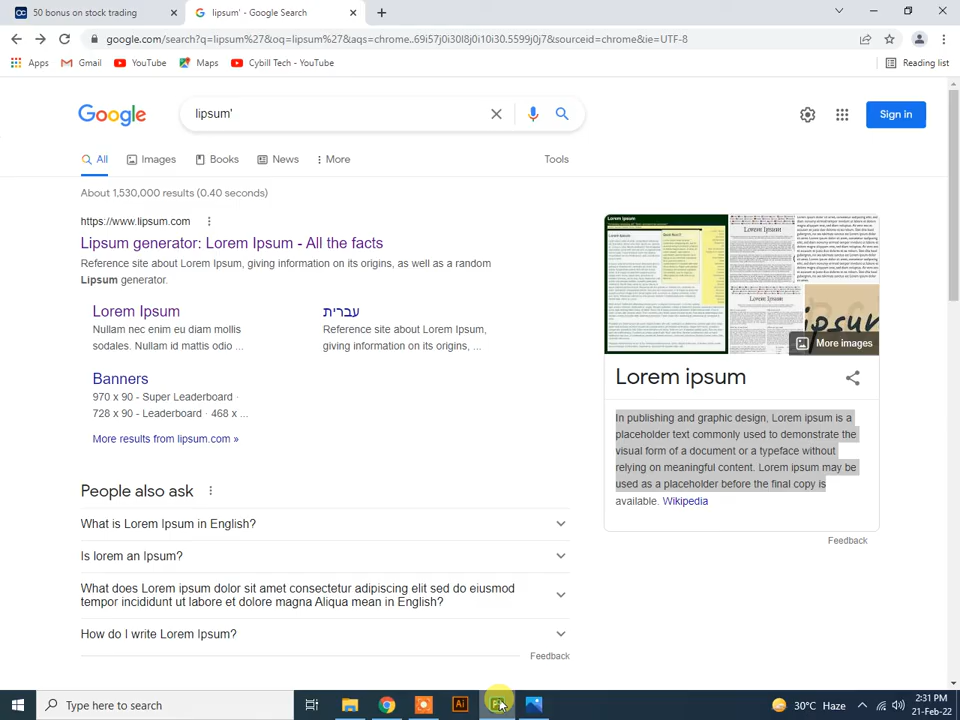 50 bonus on stock trading
lipsum' - Google Search
google.com/search?q=lipsum%27&oq=lipsum%27&aqs=chrome..69i57j0i30l8j0i10i30.5599j0j7&sourceid=chrome&ie=UTF-8
Apps
Gmail
YouTube
Maps
Cybill Tech - YouTube
Reading list
Google
lipsum'
Sign in
All
Images
Books
News
More
Tools
About 1,530,000 results (0.40 seconds)
https://www.lipsum.com
Lipsum generator: Lorem Ipsum - All the facts
Reference site about Lorem Ipsum, giving information on its origins, as well as a random
Lipsum generator.
Lorem Ipsum
Nullam nec enim eu diam mollis
sodales. Nullam id mattis odio ...
עברית
Reference site about Lorem Ipsum,
giving information on its origins, ...
Banners
970 x 90 - Super Leaderboard ·
728 x 90 - Leaderboard · 468 x ...
More results from lipsum.com »
People also ask
What is Lorem Ipsum in English?
Is lorem an Ipsum?
What does Lorem ipsum dolor sit amet consectetur adipiscing elit sed do eiusmod
tempor incididunt ut labore et dolore magna Aliqua mean in English?
How do I write Lorem Ipsum?
Feedback
More images
Lorem ipsum
In publishing and graphic design, Lorem ipsum is a
placeholder text commonly used to demonstrate the
visual form of a document or a typeface without
relying on meaningful content. Lorem ipsum may be
used as a placeholder before the final copy is
available. Wikipedia
Feedback
Type here to search
Ai
30°C Haze
2:31 PM
21-Feb-22